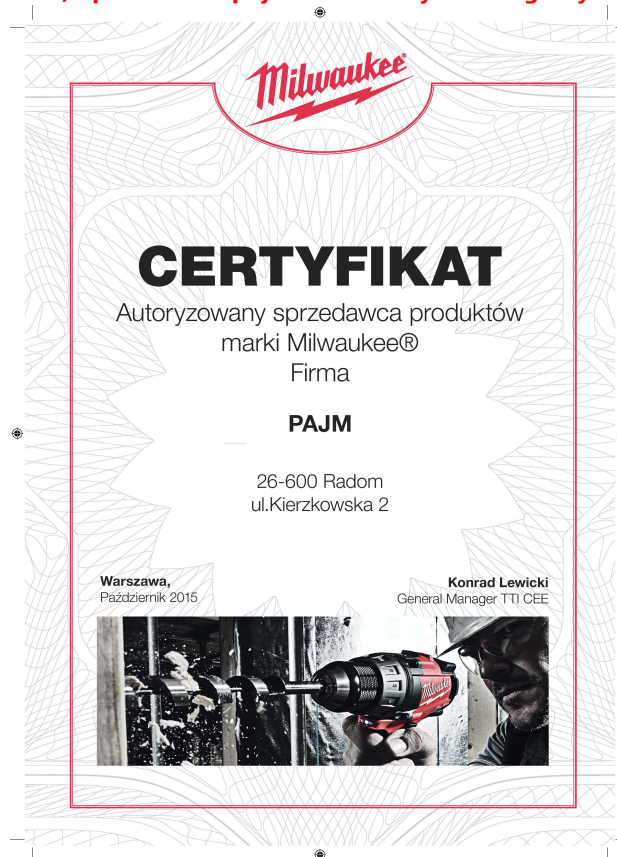 Milwaukee®
CERTYFIKAT
Autoryzowany sprzedawca produktów
marki Milwaukee®
Firma
PAJM
26-600 Radom
ul.Kierzkowska 2
Warszawa,
Październik 2015
Konrad Lewicki
General Manager TTI CEE
Milwaukee